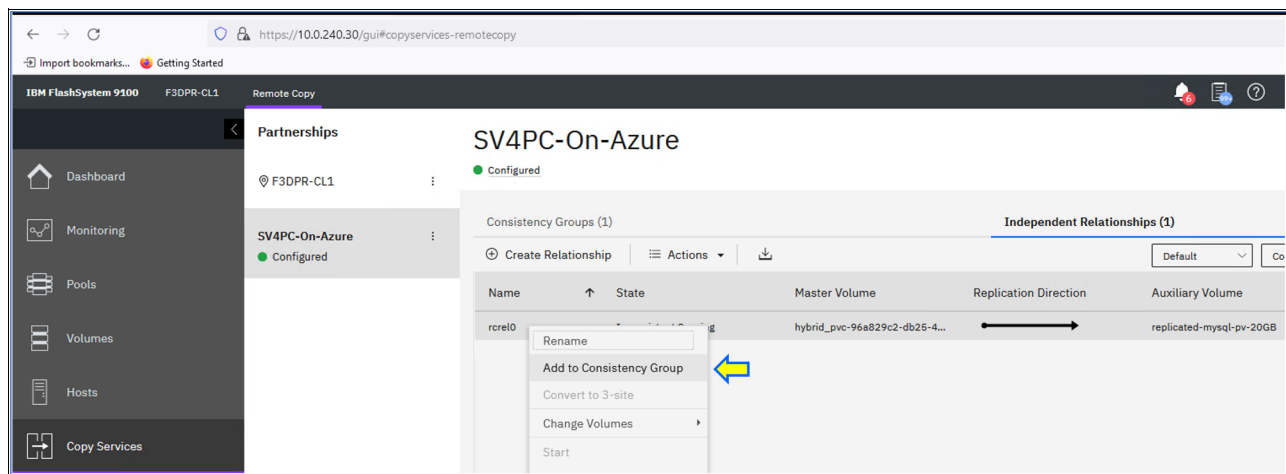 https://10.0.240.30/gui#copyservices-remotecopy
Import bookmarks... Getting Started
IBM FlashSystem 9100 F3DPR-CL1 Remote Copy
6 99+
Partnerships
F3DPR-CL1
SV4PC-On-Azure
Configured
Dashboard
Monitoring
Pools
Volumes
Hosts
Copy Services
SV4PC-On-Azure
Configured
Consistency Groups (1) Independent Relationships (1)
Create Relationship Actions Default Co
Name State Master Volume Replication Direction Auxiliary Volume
rcrel0 hybrid_pvc-96a829c2-db25-4... replicated-mysql-pv-20GB
Rename
Add to Consistency Group
Convert to 3-site
Change Volumes
Start